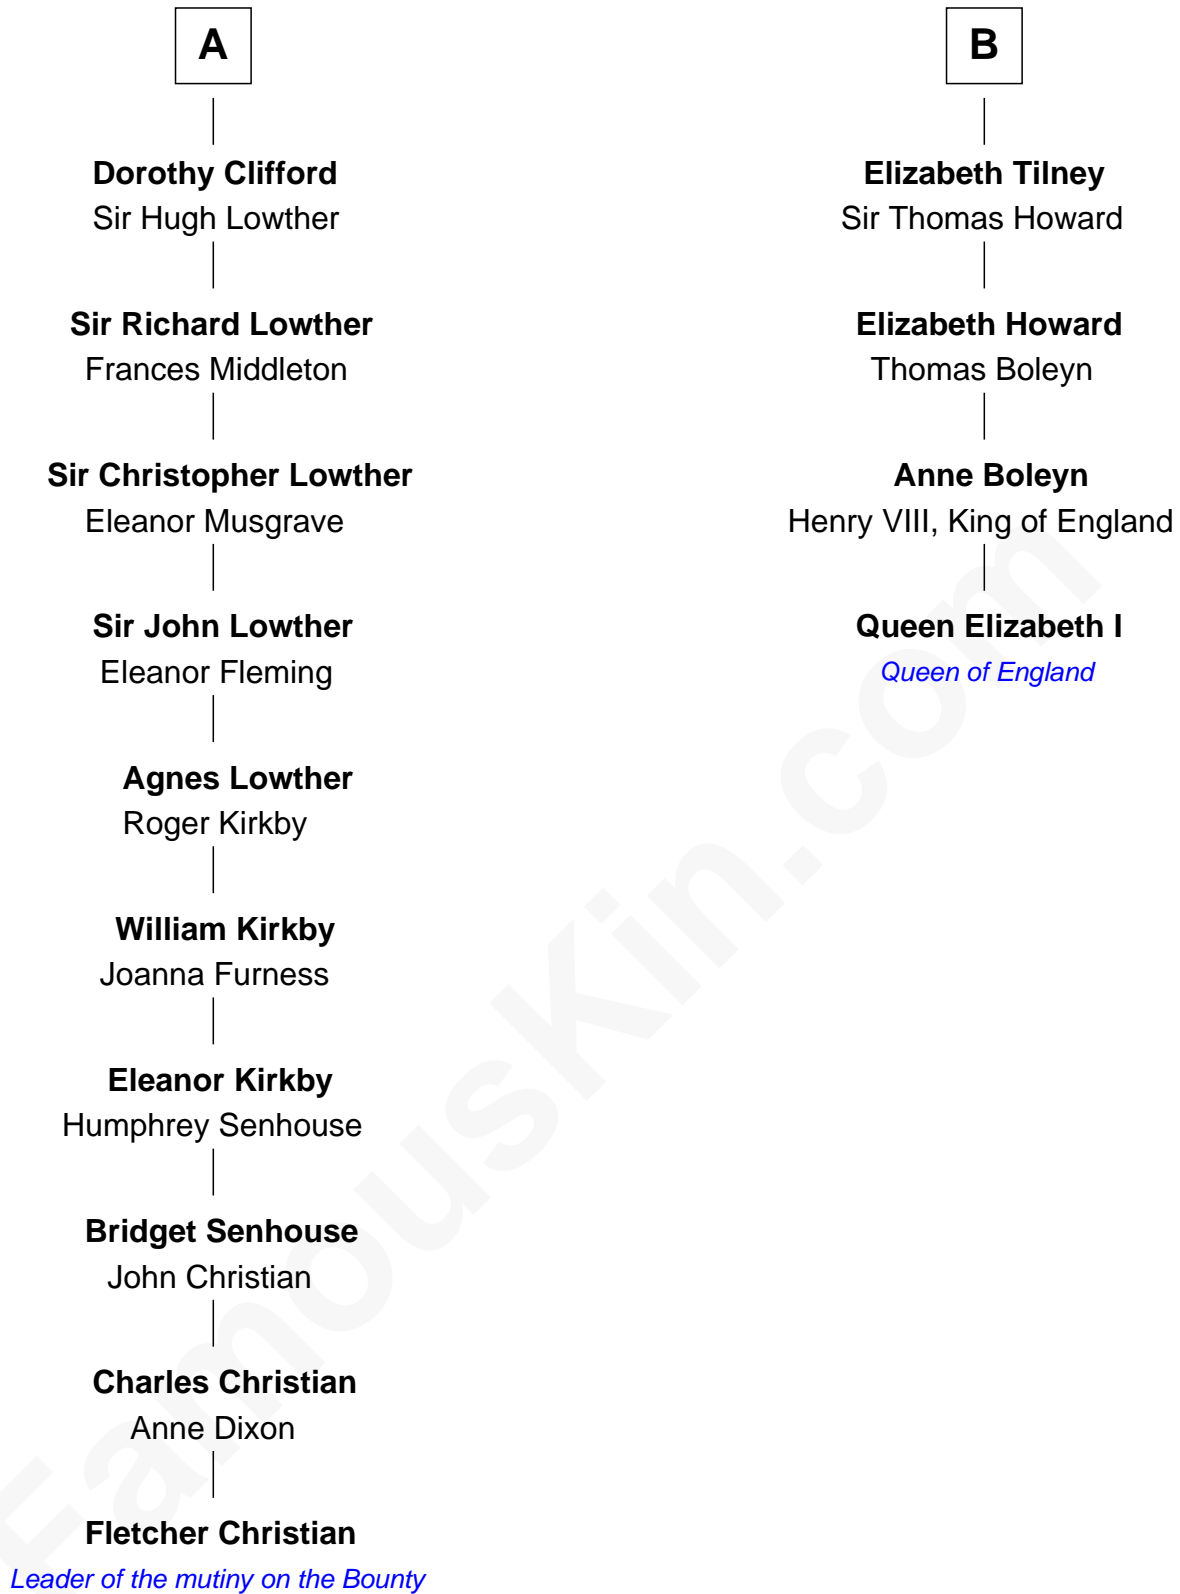 A
Dorothy Clifford
Sir Hugh Lowther
Sir Richard Lowther
Frances Middleton
Sir Christopher Lowther
Eleanor Musgrave
Sir John Lowther
Eleanor Fleming
Agnes Lowther
Roger Kirkby
William Kirkby
Joanna Furness
Eleanor Kirkby
Humphrey Senhouse
Bridget Senhouse
John Christian
Charles Christian
Anne Dixon
Fletcher Christian
Leader of the mutiny on the Bounty
B
Elizabeth Tilney
Sir Thomas Howard
Elizabeth Howard
Thomas Boleyn
Anne Boleyn
Henry VIII, King of England
Queen Elizabeth I
Queen of England
FamousKin.com